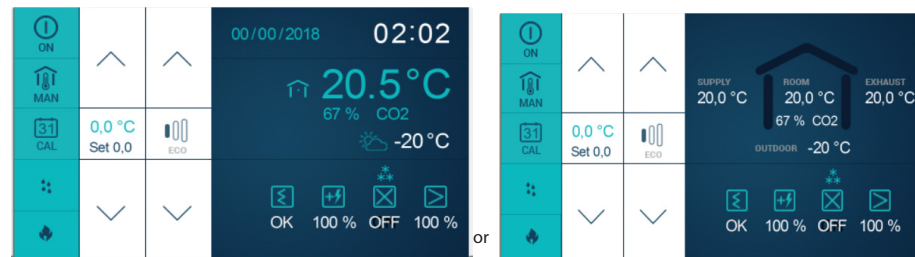 ON
MAN
31
CAL
0,0 °C
Set 0,0
ECO
00/00/2018 02:02
20.5°C
67 % CO2
-20°C
OK 100 % OFF 100 %
or
ON
MAN
31
CAL
0,0 °C
Set 0,0
ECO
SUPPLY ROOM EXHAUST
20,0 °C 20,0 °C 20,0 °C
67 % CO2
OUTDOOR -20 °C
OK 100 % OFF 100 %